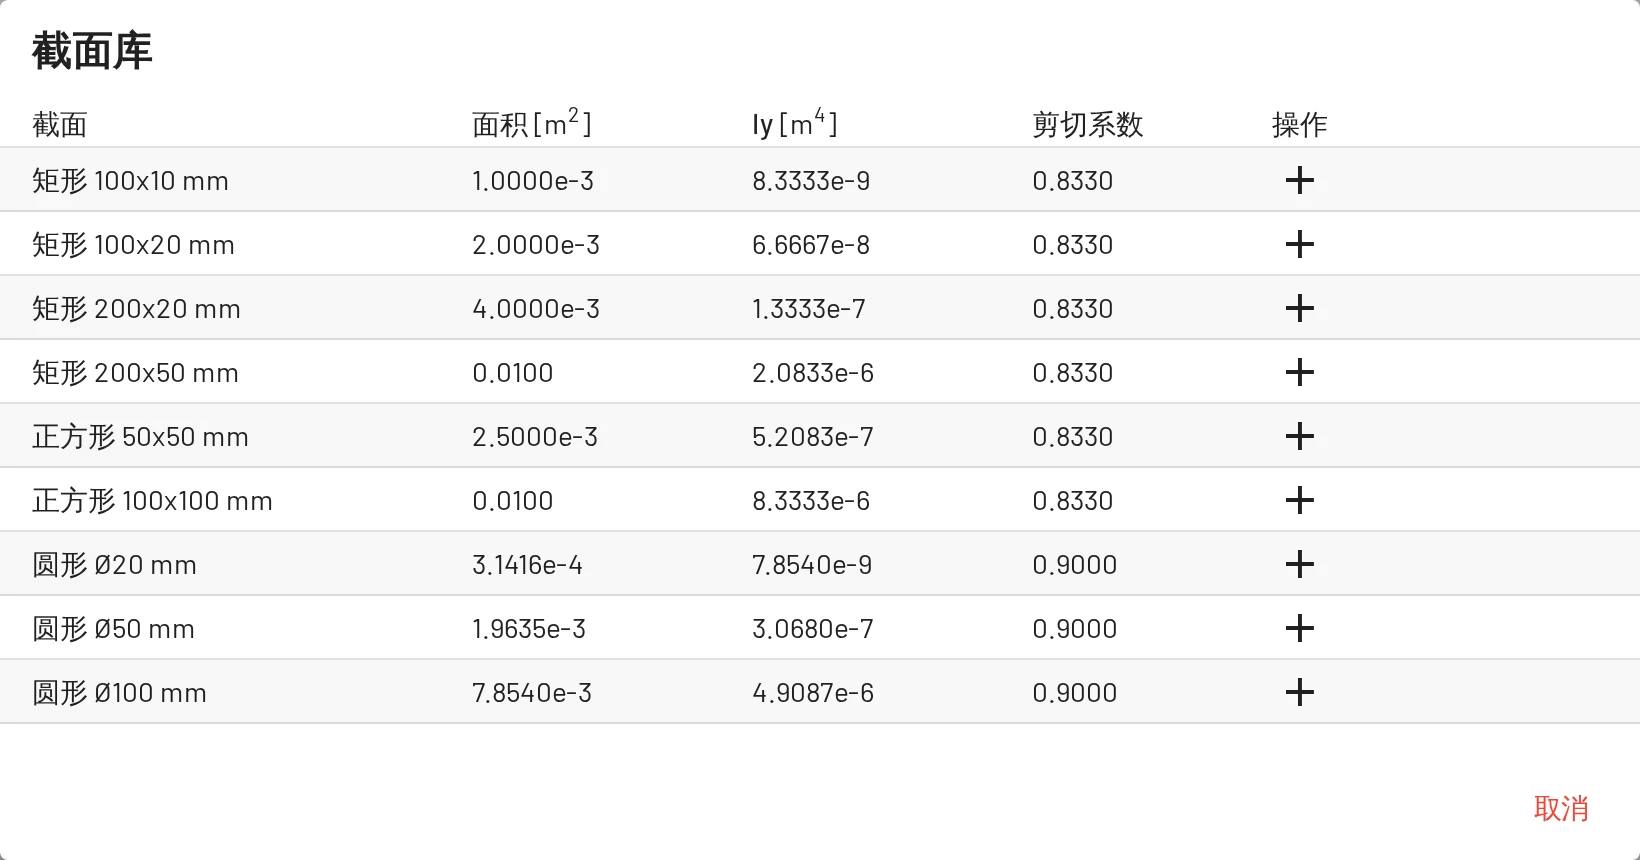 截面库
截面 面积 [m²] Iy [m⁴] 剪切系数 操作
矩形 100x10 mm 1.0000e-3 8.3333e-9 0.8330
矩形 100x20 mm 2.0000e-3 6.6667e-8 0.8330
矩形 200x20 mm 4.0000e-3 1.3333e-7 0.8330
矩形 200x50 mm 0.0100 2.0833e-6 0.8330
正方形 50x50 mm 2.5000e-3 5.2083e-7 0.8330
正方形 100x100 mm 0.0100 8.3333e-6 0.8330
圆形 Ø20 mm 3.1416e-4 7.8540e-9 0.9000
圆形 Ø50 mm 1.9635e-3 3.0680e-7 0.9000
圆形 Ø100 mm 7.8540e-3 4.9087e-6 0.9000
取消